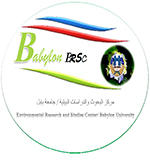 Babylon ERSC
مركز البحوث والدراسات البيئية / جامعة بابل
Environmental Research and Studies Center/ Babylon University